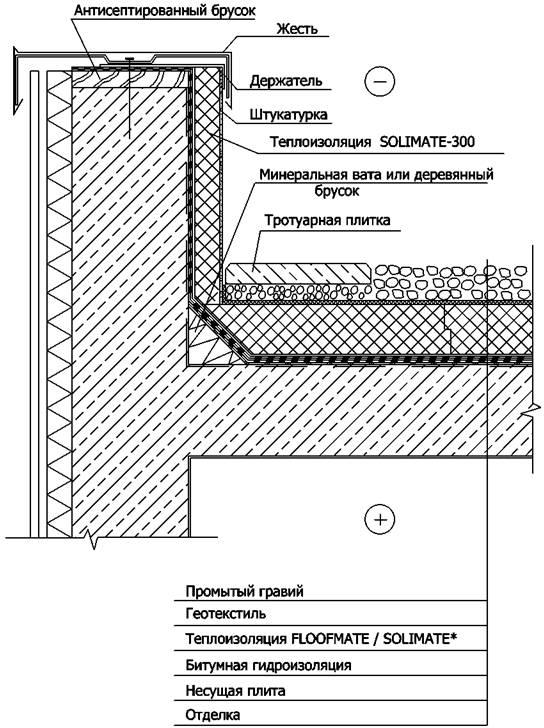 Антисептированный брусок
Жесть
Держатель
Штукатурка
Теплоизоляция SOLIMATE-300
Минеральная вата или деревянный
брусок
Тротуарная плитка
−
+
Промытый гравий
Геотекстиль
Теплоизоляция FLOOFMATE / SOLIMATE*
Битумная гидроизоляция
Несущая плита
Отделка